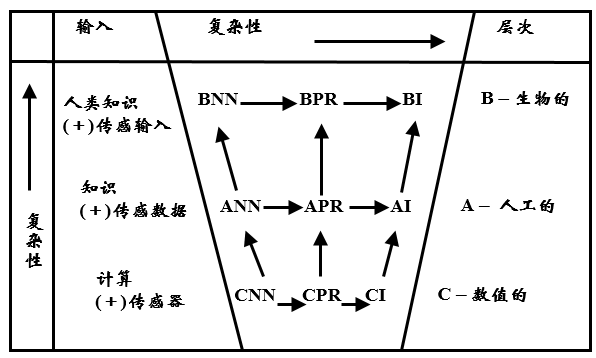 输入 复杂性 层次
人类知识 BNN BPR BI B – 生物的
(+)传感输入
知识
(+)传感数据 ANN APR AI A – 人工的
复杂性
计算
(+)传感器 CNN CPR CI C – 数值的